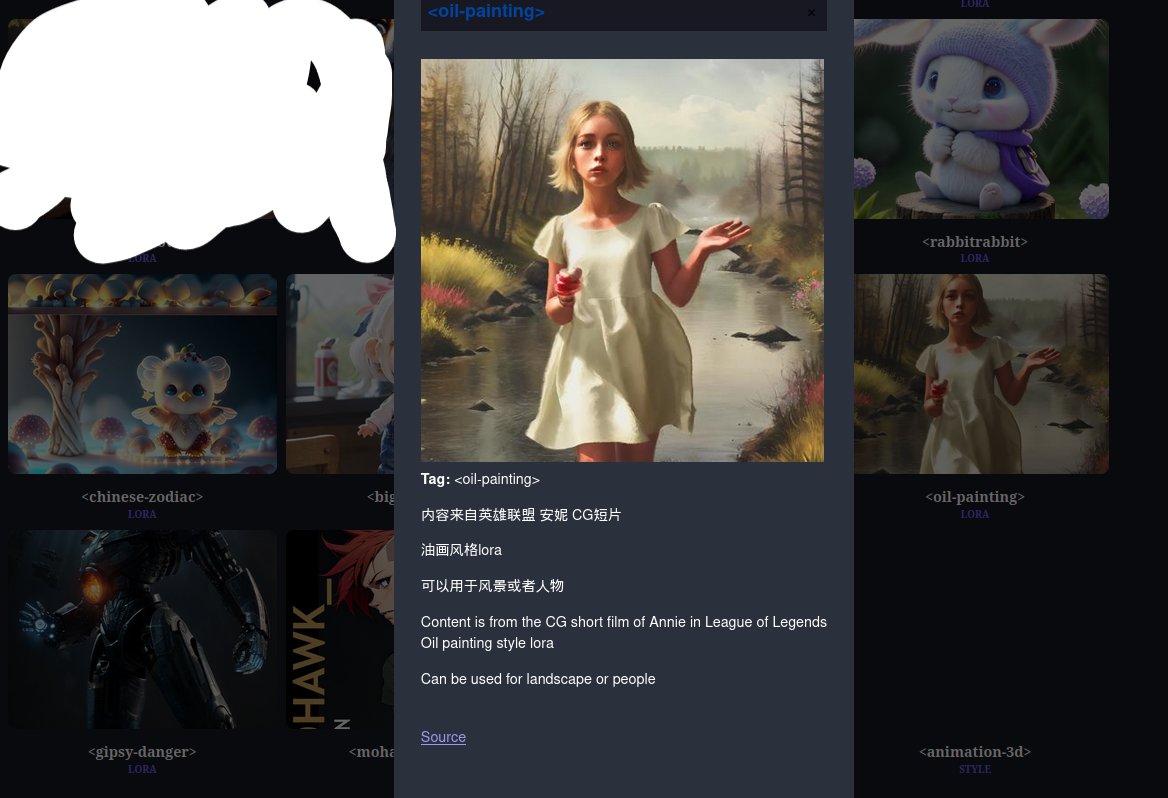 <oil-painting>
×
LORA
<rabbitrabbit>
LORA
LORA
Tag: <oil-painting>
内容来自英雄联盟 安妮 CG短片
油画风格lora
可以用于风景或者人物
Content is from the CG short film of Annie in League of Legends
Oil painting style lora
Can be used for landscape or people
Source
<chinese-zodiac>
LORA
<big
<oil-painting>
LORA
OHAWK_
N
<gipsy-danger>
LORA
<moha
<animation-3d>
STYLE